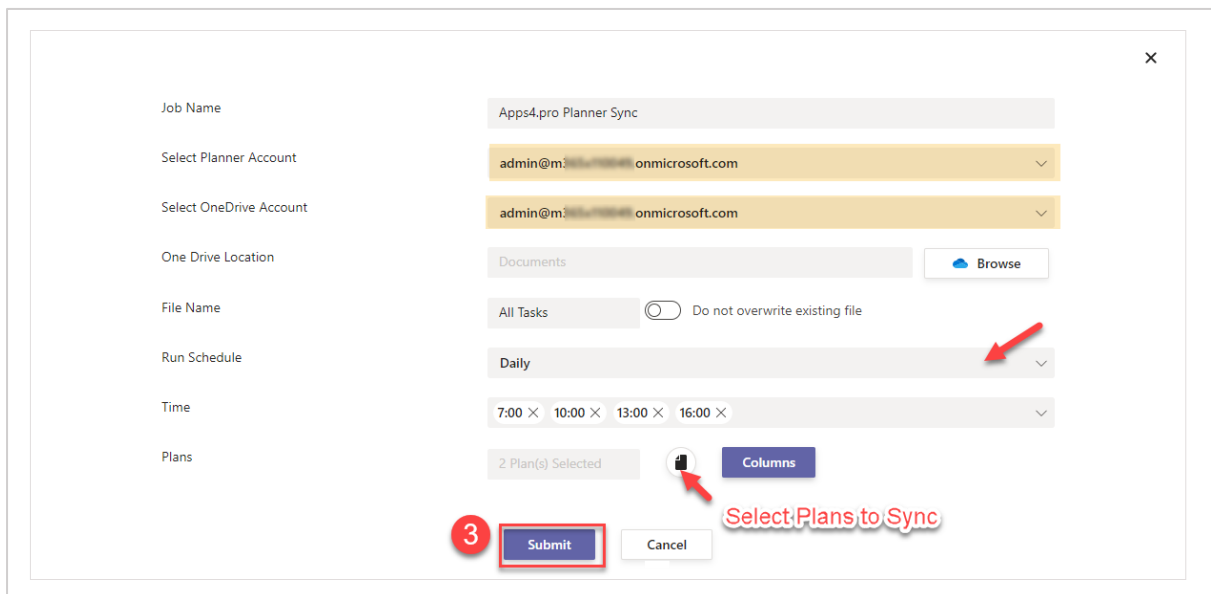 Job Name
Apps4.pro Planner Sync
Select Planner Account
admin@m onmicrosoft.com
Select OneDrive Account
admin@m onmicrosoft.com
One Drive Location
Documents
Browse
File Name
All Tasks
Do not overwrite existing file
Run Schedule
Daily
Time
7:00 10:00 13:00 16:00
Plans
2 Plan(s) Selected
Columns
Select Plans to Sync
3
Submit
Cancel